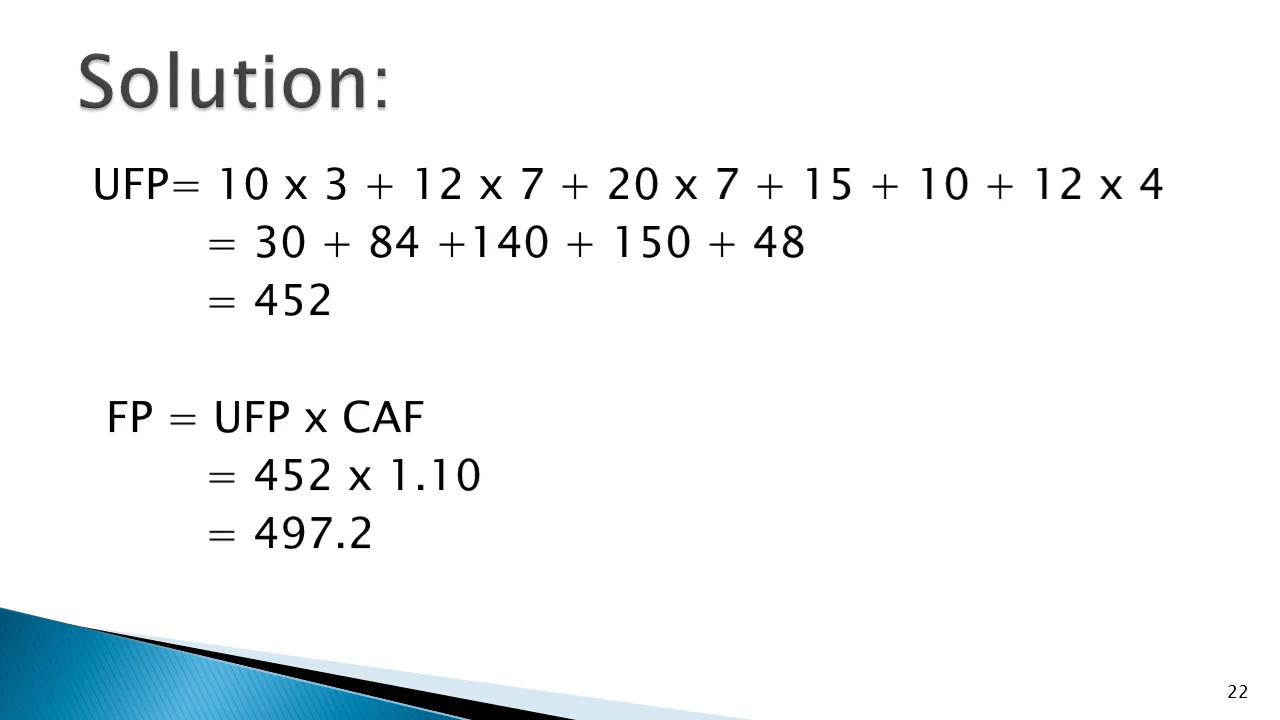 Solution:
UFP= 10 x 3 + 12 x 7 + 20 x 7 + 15 + 10 + 12 x 4
= 30 + 84 +140 + 150 + 48
= 452
FP = UFP x CAF
= 452 x 1.10
= 497.2
22